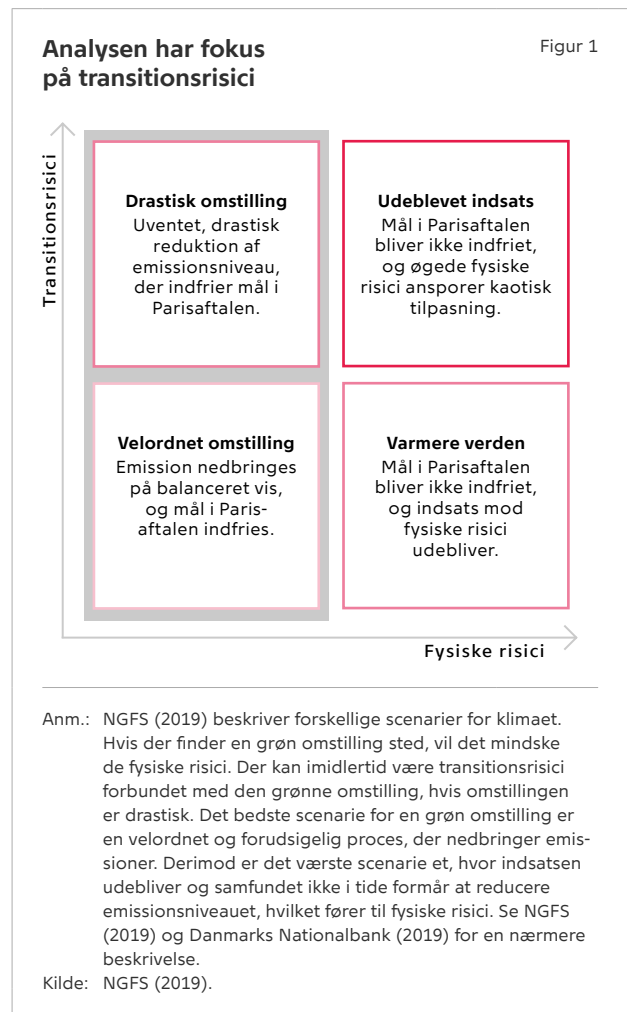 Analysen har fokus
på transitionsrisici
Figur 1
Transitionsrisici
Drastisk omstilling
Uventet, drastisk
reduktion af
emissionsniveau,
der indfrier mål i
Parisaftalen.
Udeblevet indsats
Mål i Parisaftalen
bliver ikke indfriet,
og øgede fysiske
risici ansporer kaotisk
tilpasning.
Velordnet omstilling
Emission nedbringes
på balanceret vis,
og mål i Paris-
aftalen indfries.
Varmere verden
Mål i Parisaftalen
bliver ikke indfriet,
og indsats mod
fysiske risici
udebliver.
Fysiske risici
Anm.: NGFS (2019) beskriver forskellige scenarier for klimaet.
Hvis der finder en grøn omstilling sted, vil det mindske
de fysiske risici. Der kan imidlertid være transitionsrisici
forbundet med den grønne omstilling, hvis omstillingen
er drastisk. Det bedste scenarie for en grøn omstilling er
en velordnet og forudsigelig proces, der nedbringer emis-
sioner. Derimod er det værste scenarie et, hvor indsatsen
udebliver og samfundet ikke i tide formår at reducere
emissionsniveauet, hvilket fører til fysiske risici. Se NGFS
(2019) og Danmarks Nationalbank (2019) for en nærmere
beskrivelse.
Kilde: NGFS (2019).